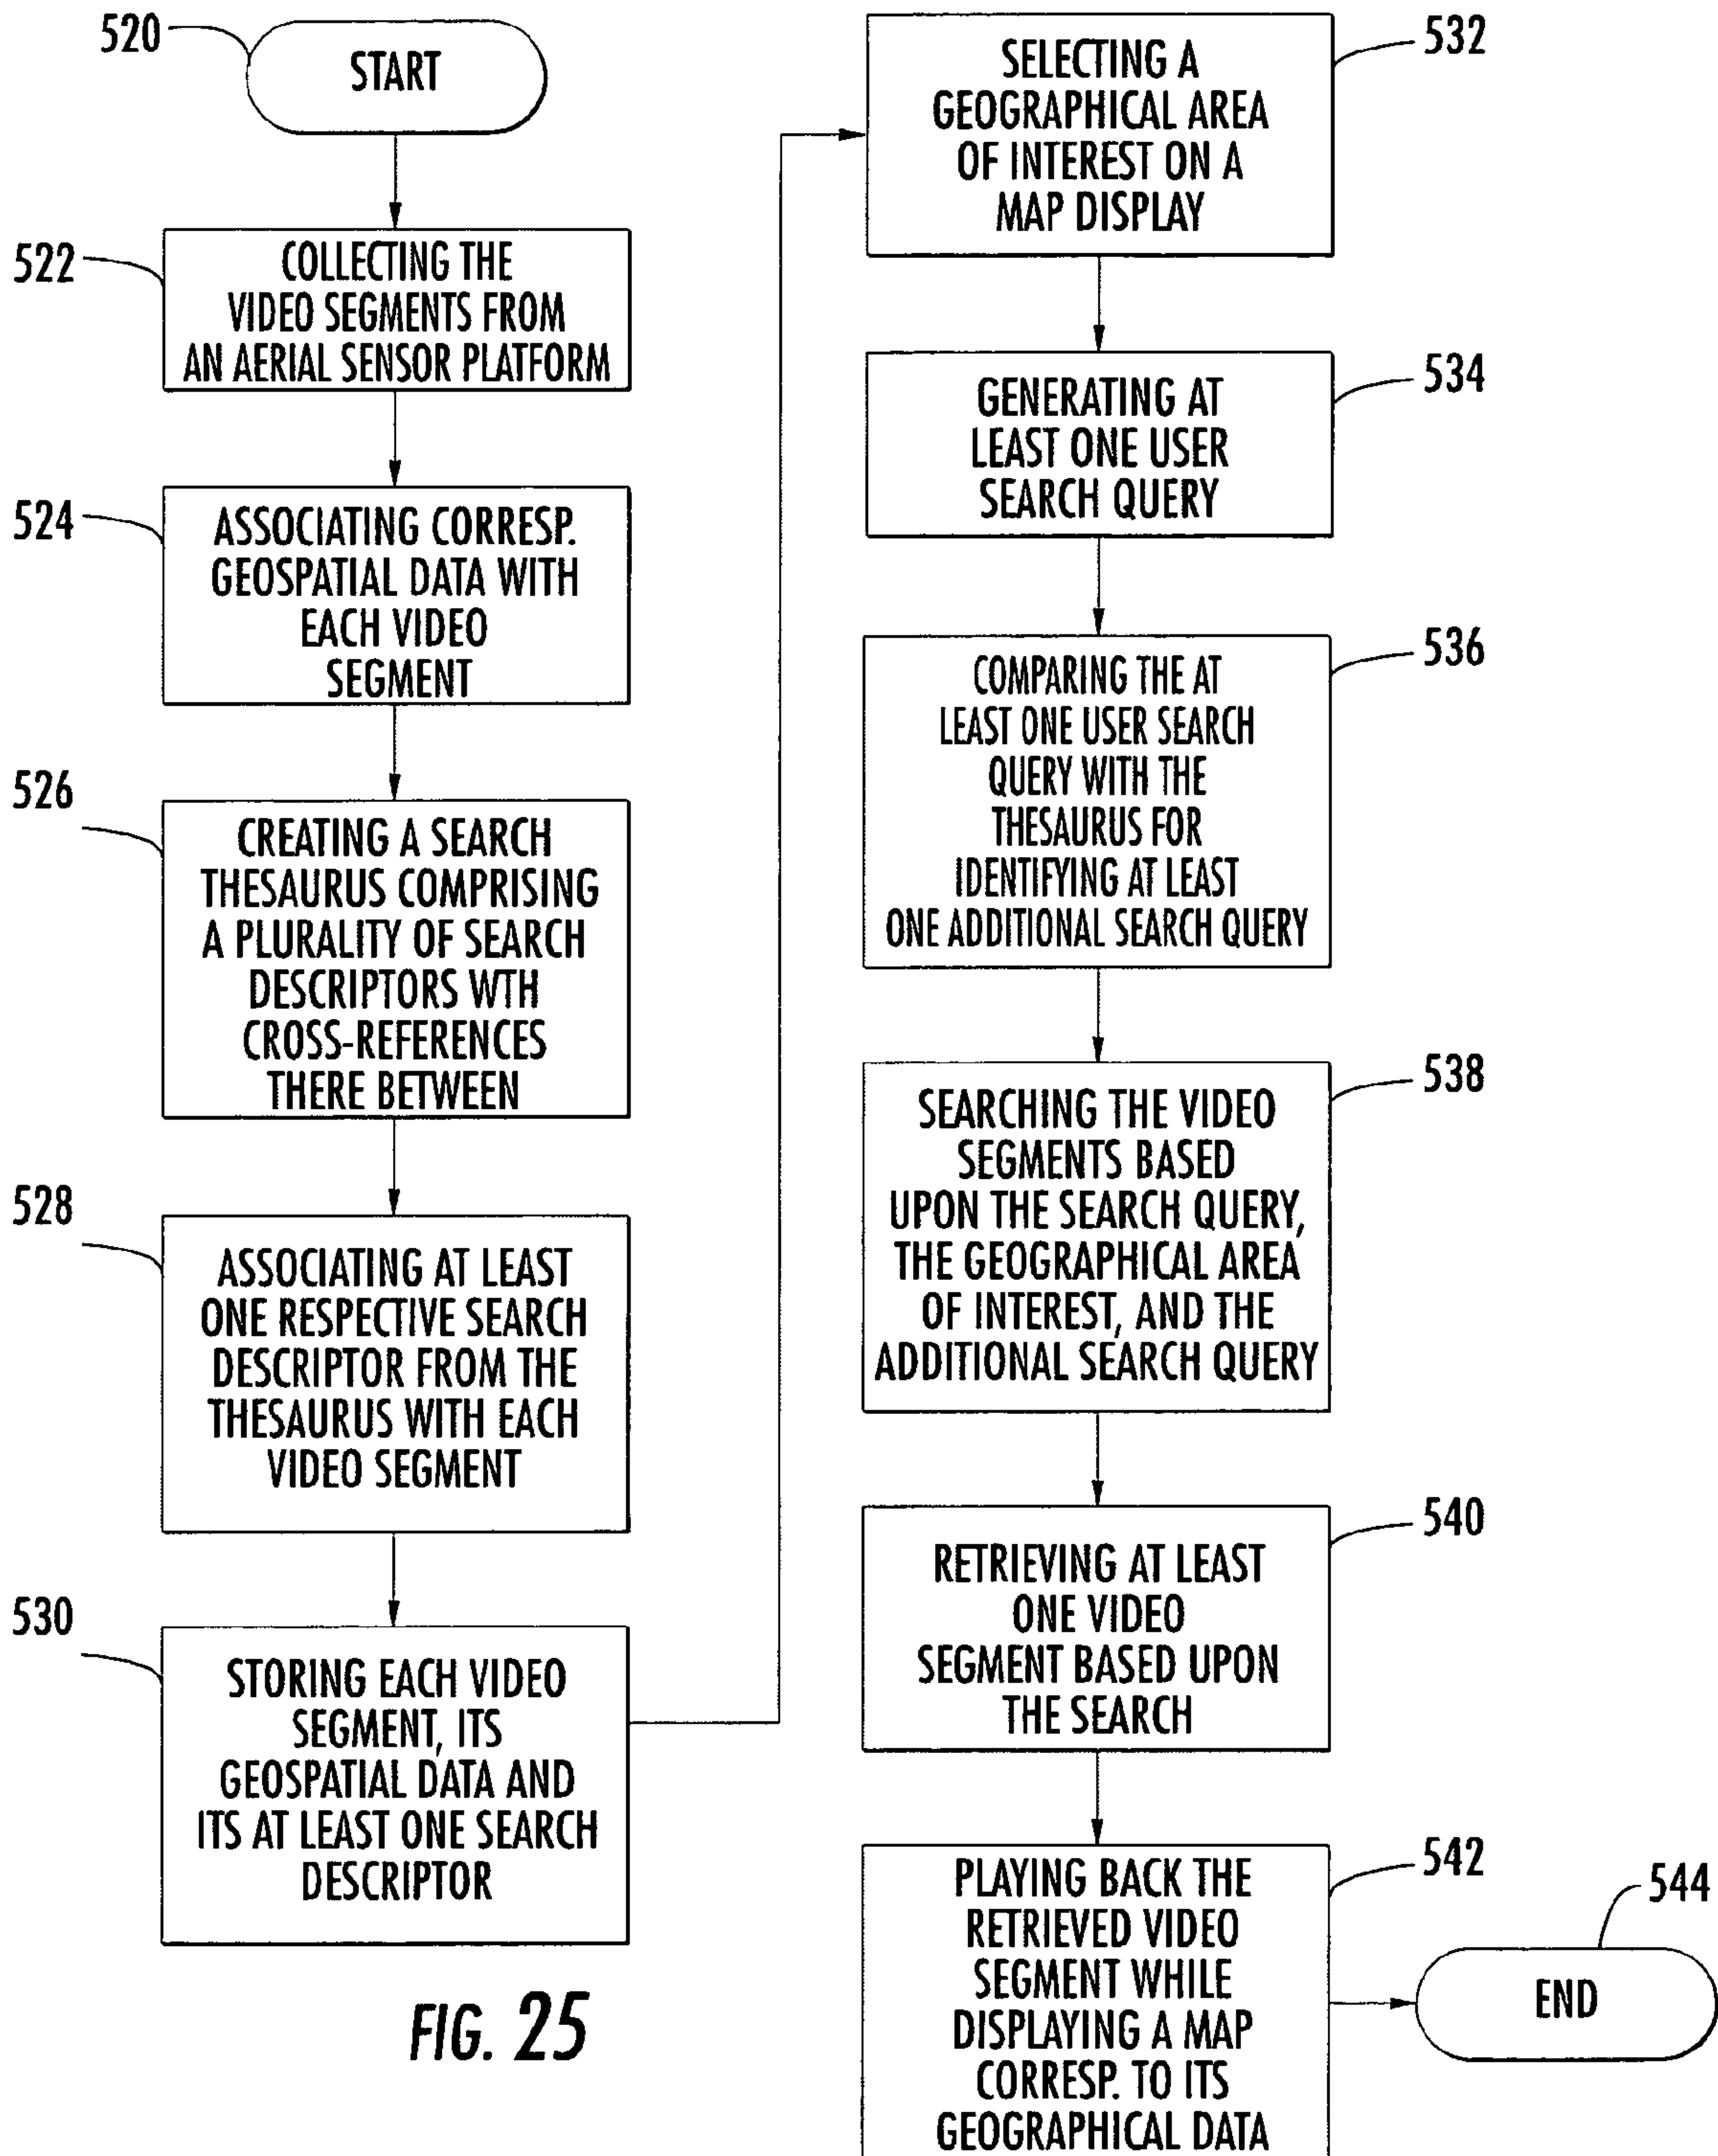 520
START
522
COLLECTING THE
VIDEO SEGMENTS FROM
AN AERIAL SENSOR PLATFORM
524
ASSOCIATING CORRESP.
GEOSPATIAL DATA WITH
EACH VIDEO
SEGMENT
526
CREATING A SEARCH
THESAURUS COMPRISING
A PLURALITY OF SEARCH
DESCRIPTORS WTH
CROSS-REFERENCES
THERE BETWEEN
528
ASSOCIATING AT LEAST
ONE RESPECTIVE SEARCH
DESCRIPTOR FROM THE
THESAURUS WITH EACH
VIDEO SEGMENT
530
STORING EACH VIDEO
SEGMENT, ITS
GEOSPATIAL DATA AND
ITS AT LEAST ONE SEARCH
DESCRIPTOR
532
SELECTING A
GEOGRAPHICAL AREA
OF INTEREST ON A
MAP DISPLAY
534
GENERATING AT
LEAST ONE USER
SEARCH QUERY
536
COMPARING THE AT
LEAST ONE USER SEARCH
QUERY WITH THE
THESAURUS FOR
IDENTIFYING AT LEAST
ONE ADDITIONAL SEARCH QUERY
538
SEARCHING THE VIDEO
SEGMENTS BASED
UPON THE SEARCH QUERY,
THE GEOGRAPHICAL AREA
OF INTEREST, AND THE
ADDITIONAL SEARCH QUERY
540
RETRIEVING AT LEAST
ONE VIDEO
SEGMENT BASED UPON
THE SEARCH
542
PLAYING BACK THE
RETRIEVED VIDEO
SEGMENT WHILE
DISPLAYING A MAP
CORRESP. TO ITS
GEOGRAPHICAL DATA
544
END
FIG. 25